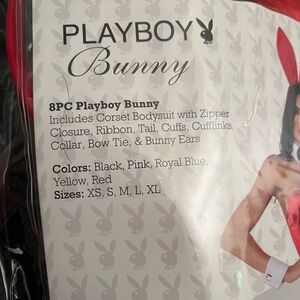 PLAYBOY
Bunny
8PC Playboy Bunny
Includes Corset Bodysuit with Zipper
Closure, Ribbon, Tail, Cuffs, Cufflinks,
Collar, Bow Tie, & Bunny Ears
Colors: Black, Pink, Royal Blue,
Yellow, Red
Sizes: XS, S, M, L, XL